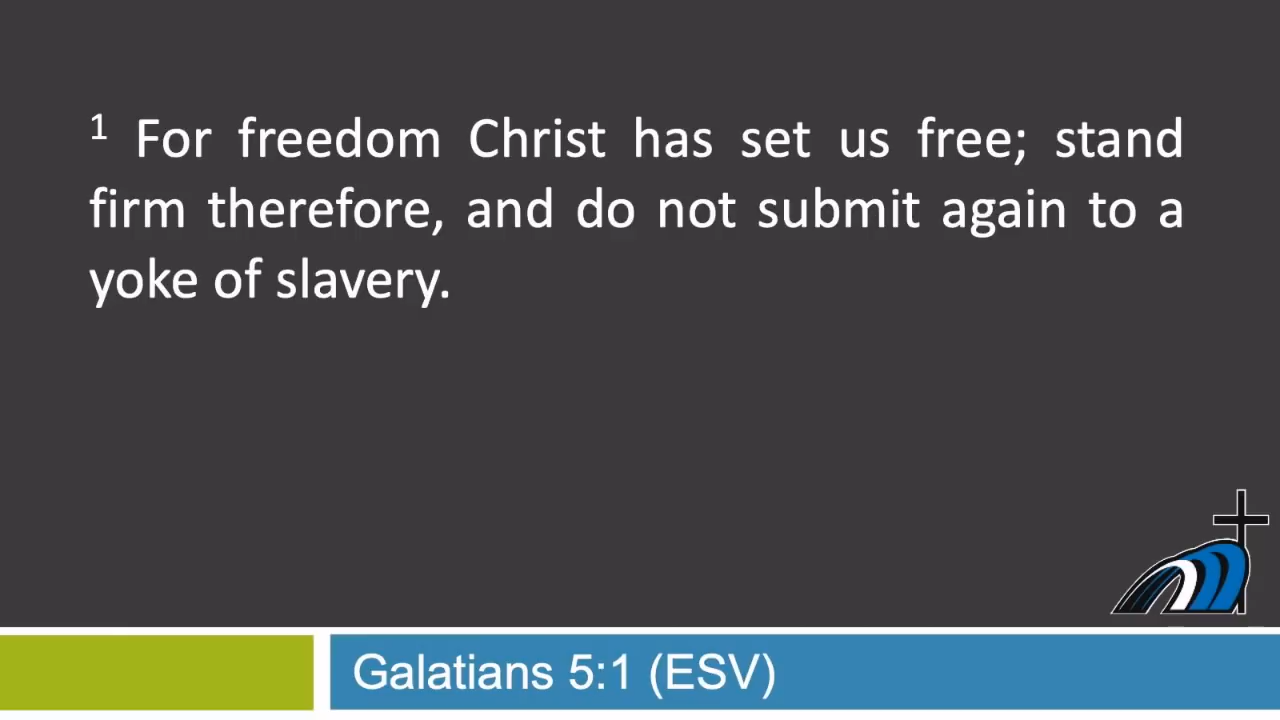 ¹ For freedom Christ has set us free; stand
firm therefore, and do not submit again to a
yoke of slavery.
Galatians 5:1 (ESV)